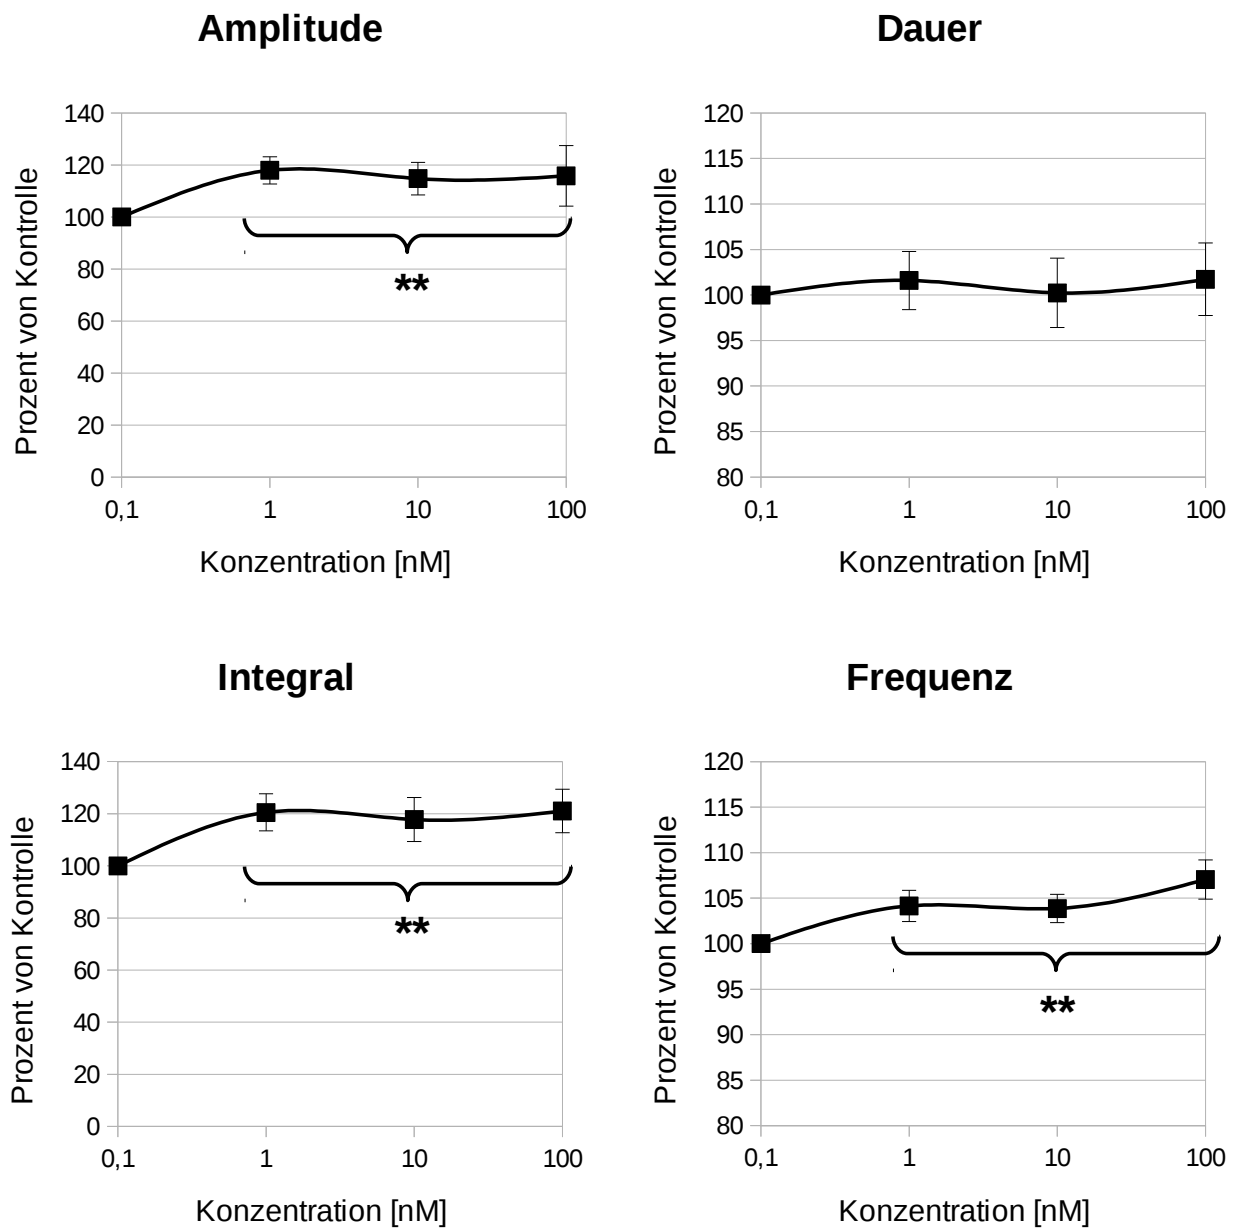 Amplitude
Prozent von Kontrolle
140
120
100
80
60
40
20
0
**
0,1 1 10 100
Konzentration [nM]
Dauer
Prozent von Kontrolle
120
115
110
105
100
95
90
85
80
0,1 1 10 100
Konzentration [nM]
Integral
Prozent von Kontrolle
140
120
100
80
60
40
20
0
**
0,1 1 10 100
Konzentration [nM]
Frequenz
Prozent von Kontrolle
120
115
110
105
100
95
90
85
80
**
0,1 1 10 100
Konzentration [nM]